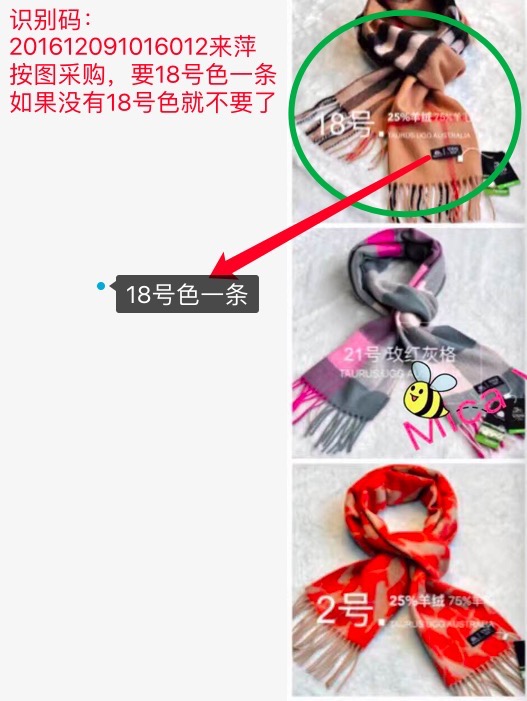 识别码：
201612091016012来萍
按图采购，要18号色一条
如果没有18号色就不要了
18号
25%羊绒 75%羊毛
TAURUS.UGG AUSTRALIA
18号色一条
21号 玫红灰格
TAURUS.UGG AU
Mica
2号
25%羊绒 75%羊毛
TAURUS.UGG AUSTRALIA